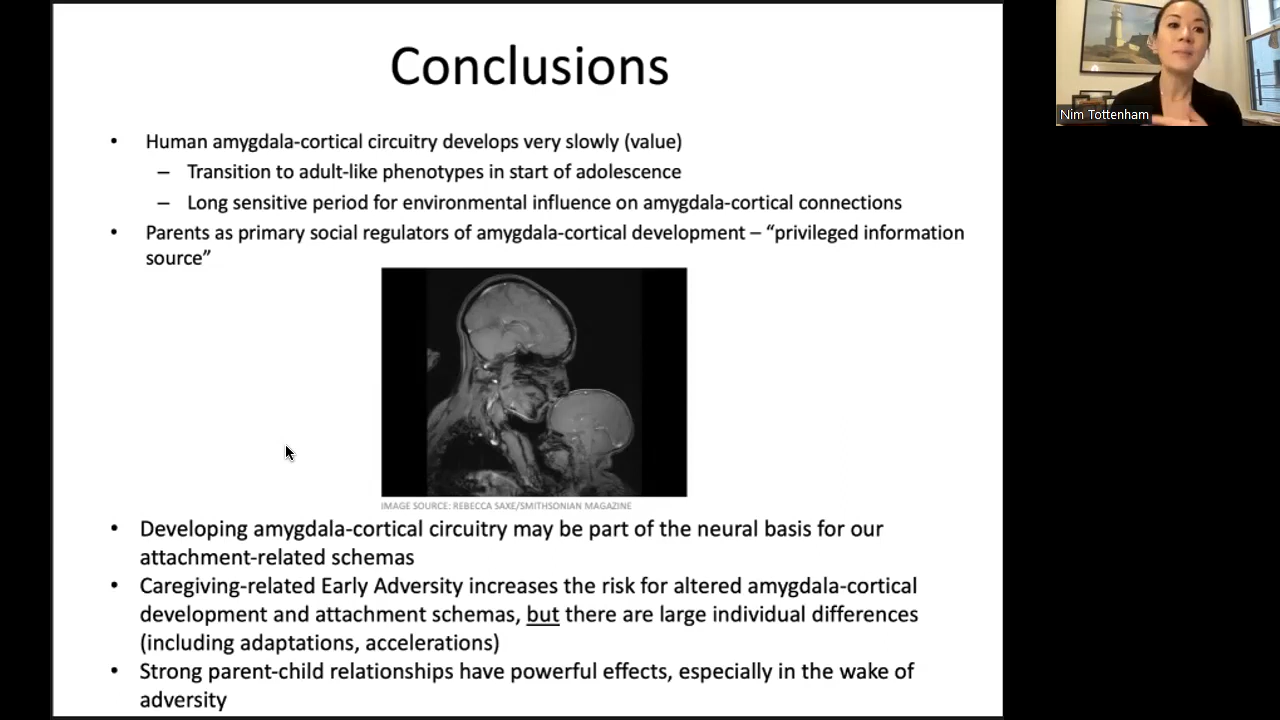 Conclusions
• Human amygdala-cortical circuitry develops very slowly (value)
– Transition to adult-like phenotypes in start of adolescence
– Long sensitive period for environmental influence on amygdala-cortical connections
• Parents as primary social regulators of amygdala-cortical development – “privileged information
source”
IMAGE SOURCE: REBECCA SAXE/SMITHSONIAN MAGAZINE
• Developing amygdala-cortical circuitry may be part of the neural basis for our
attachment-related schemas
• Caregiving-related Early Adversity increases the risk for altered amygdala-cortical
development and attachment schemas, but there are large individual differences
(including adaptations, accelerations)
• Strong parent-child relationships have powerful effects, especially in the wake of
adversity
Nim Tottenham